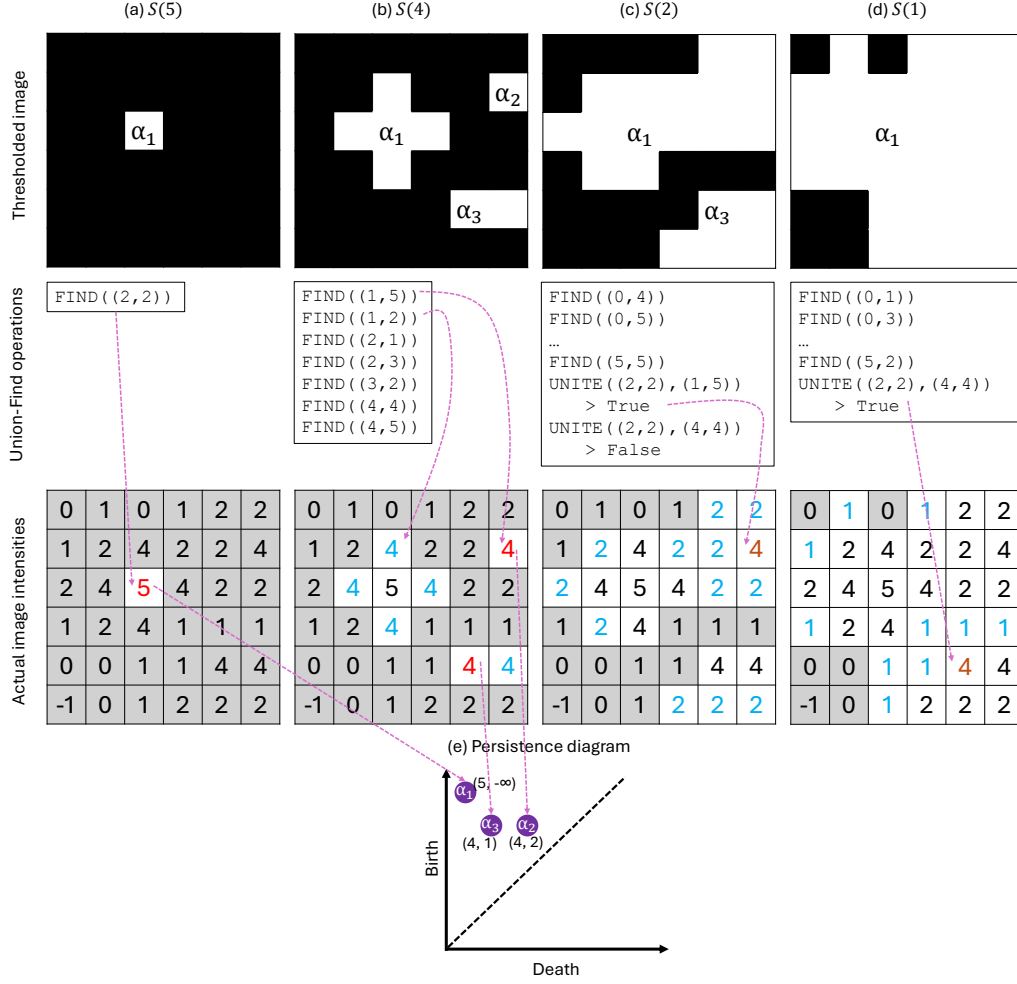 (a) S(5)
(b) S(4)
(c) S(2)
(d) S(1)
Thresholded image
α1
α1
α2
α3
α1
α3
α1
Union-Find operations
FIND((2,2))
FIND((1,5))
FIND((1,2))
FIND((2,1))
FIND((2,3))
FIND((3,2))
FIND((4,4))
FIND((4,5))
FIND((0,4))
FIND((0,5))
…
FIND((5,5))
UNITE((2,2),(1,5))
> True
UNITE((2,2),(4,4))
> False
FIND((0,1))
FIND((0,3))
…
FIND((5,2))
UNITE((2,2),(4,4))
> True
Actual image intensities
0 1 0 1 2 2
1 2 4 2 2 4
2 4 5 4 2 2
1 2 4 1 1 1
0 0 1 1 4 4
-1 0 1 2 2 2
0 1 0 1 2 2
1 2 4 2 2 4
2 4 5 4 2 2
1 2 4 1 1 1
0 0 1 1 4 4
-1 0 1 2 2 2
0 1 0 1 2 2
1 2 4 2 2 4
2 4 5 4 2 2
1 2 4 1 1 1
0 0 1 1 4 4
-1 0 1 2 2 2
0 1 0 1 2 2
1 2 4 2 2 4
2 4 5 4 2 2
1 2 4 1 1 1
0 0 1 1 4 4
-1 0 1 2 2 2
(e) Persistence diagram
α1 (5, -∞)
α3
(4, 1)
α2
(4, 2)
Birth
Death